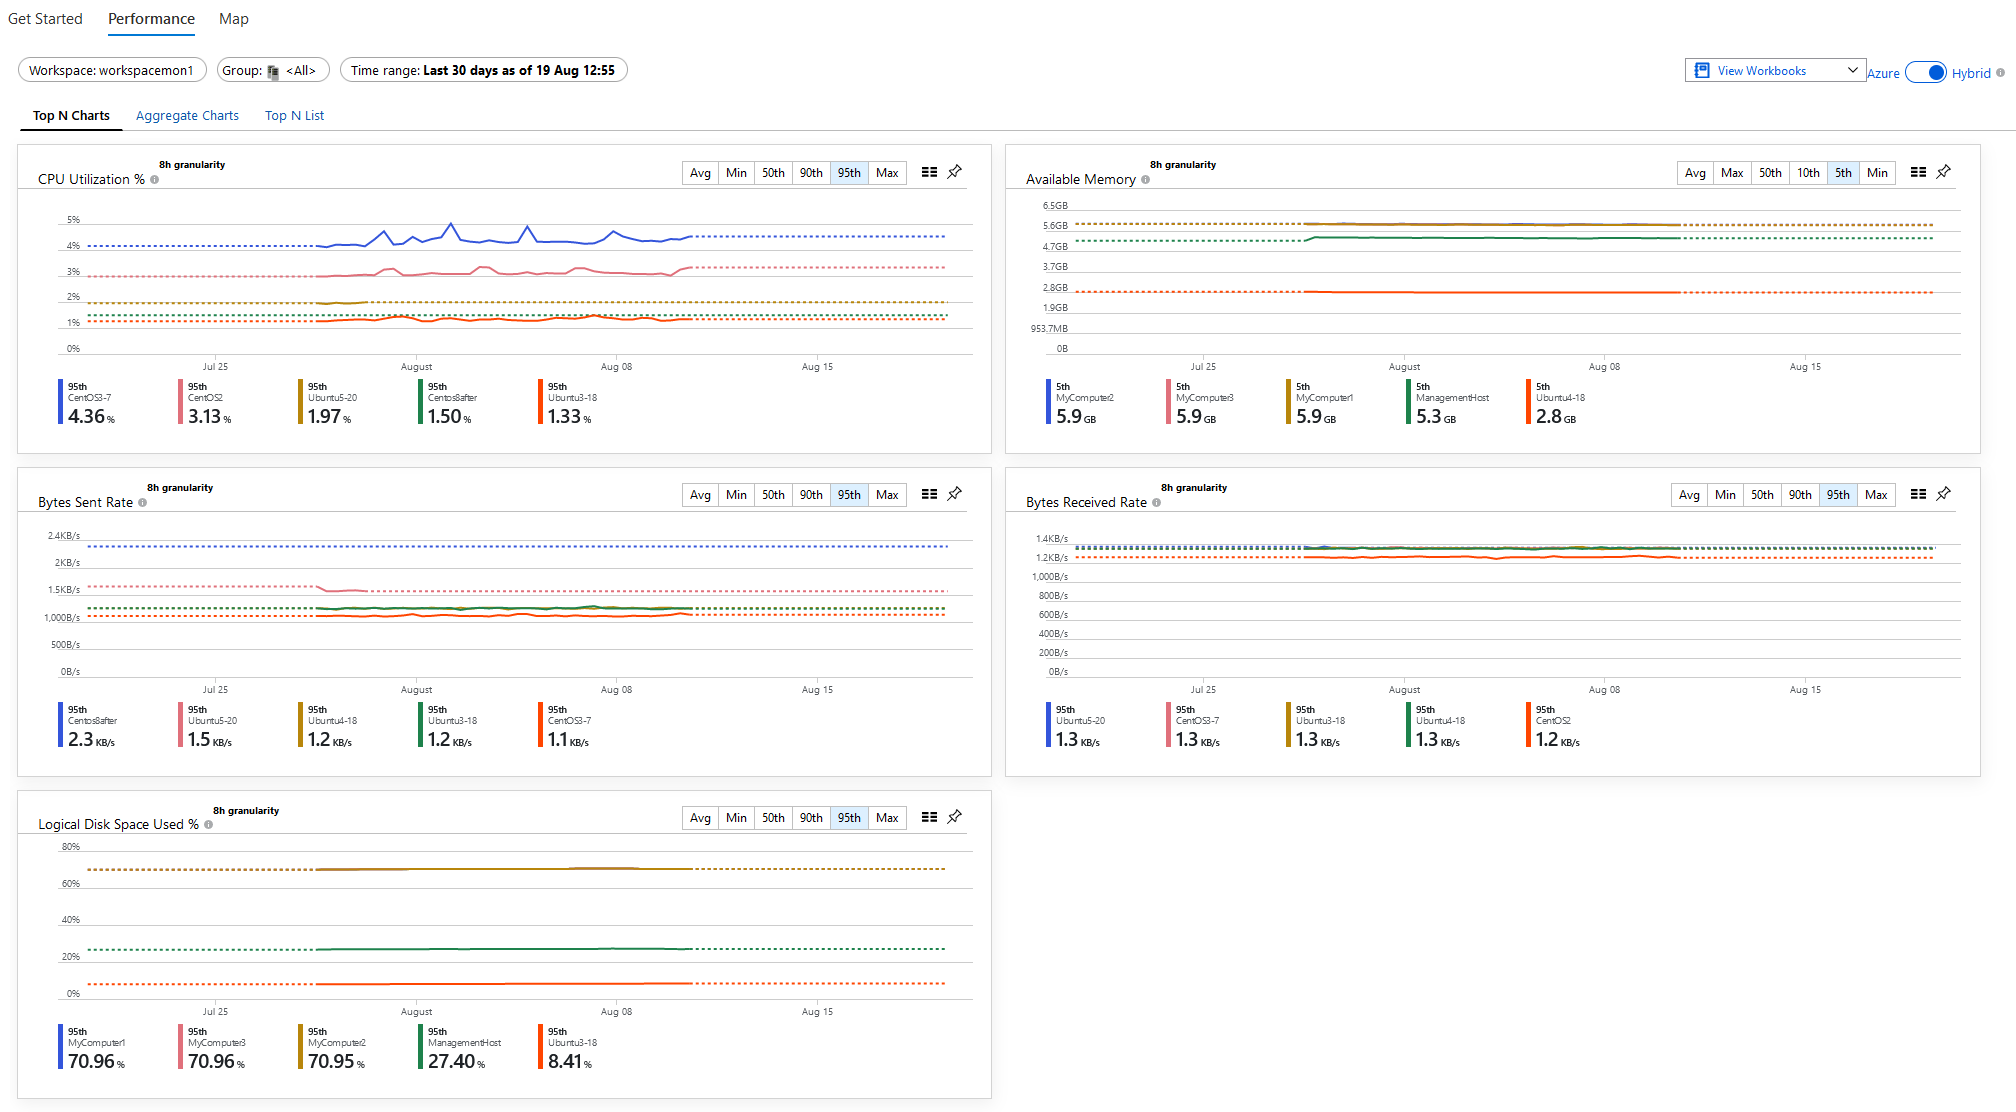 Get Started Performance Map
Workspace: workspacemon1 Group: <All> Time range: Last 30 days as of 19 Aug 12:55 View Workbooks Azure Hybrid
Top N Charts Aggregate Charts Top N List
8h granularity
CPU Utilization % Avg Min 50th 90th 95th Max
5%
4%
3%
2%
1%
0%
Jul 25 August Aug 08 Aug 15
95th 95th 95th 95th 95th
CentOS3-7 CentOS2 Ubuntu5-20 Centos8after Ubuntu3-18
4.36 % 3.13 % 1.97 % 1.50 % 1.33 %
8h granularity
Available Memory Avg Max 50th 10th 5th Min
6.5GB
5.6GB
4.7GB
3.7GB
2.8GB
1.9GB
953.7MB
0B
Jul 25 August Aug 08 Aug 15
5th 5th 5th 5th 5th
MyComputer2 MyComputer3 MyComputer1 ManagementHost Ubuntu4-18
5.9 GB 5.9 GB 5.9 GB 5.3 GB 2.8 GB
8h granularity
Bytes Sent Rate Avg Min 50th 90th 95th Max
2.4KB/s
2KB/s
1.5KB/s
1,000B/s
500B/s
0B/s
Jul 25 August Aug 08 Aug 15
95th 95th 95th 95th 95th
Centos8after Ubuntu5-20 Ubuntu4-18 Ubuntu3-18 CentOS3-7
2.3 KB/s 1.5 KB/s 1.2 KB/s 1.2 KB/s 1.1 KB/s
8h granularity
Bytes Received Rate Avg Min 50th 90th 95th Max
1.4KB/s
1.2KB/s
1,000B/s
800B/s
600B/s
400B/s
200B/s
0B/s
Jul 25 August Aug 08 Aug 15
95th 95th 95th 95th 95th
Ubuntu5-20 CentOS3-7 Ubuntu3-18 Ubuntu4-18 CentOS2
1.3 KB/s 1.3 KB/s 1.3 KB/s 1.3 KB/s 1.2 KB/s
8h granularity
Logical Disk Space Used % Avg Min 50th 90th 95th Max
80%
60%
40%
20%
0%
Jul 25 August Aug 08 Aug 15
95th 95th 95th 95th 95th
MyComputer1 MyComputer3 MyComputer2 ManagementHost Ubuntu3-18
70.96 % 70.96 % 70.95 % 27.40 % 8.41 %